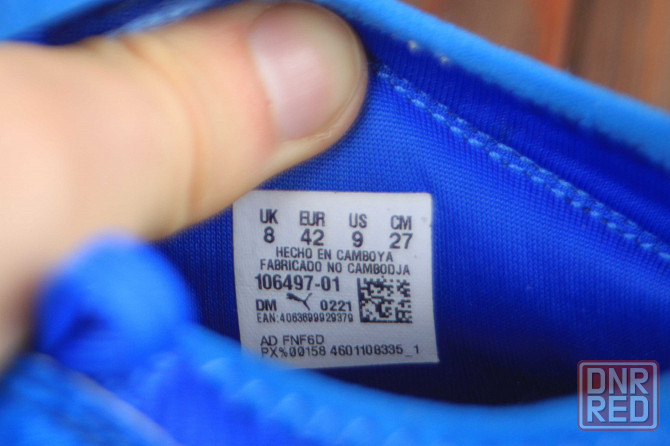 UK EUR US CM
8 42 9 27
HECHO EN CAMBOYA
FABRICADO NO CAMBODJA
106497-01
DM 0221
EAN:4063699929379
AD FNF6D
PX%00158 4601108335_1
DNR
RED